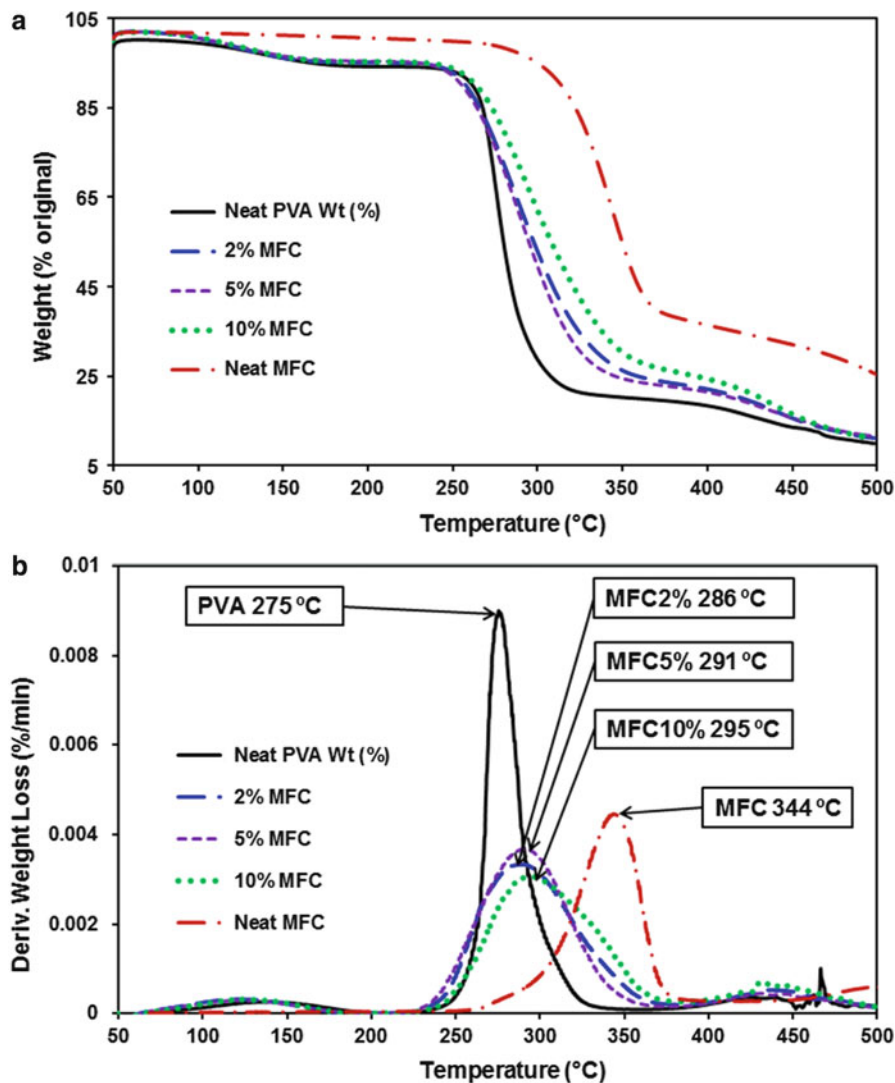 a
105
85
65
45
25
5
Weight (% original)
Neat PVA Wt (%)
2% MFC
5% MFC
10% MFC
Neat MFC
50 100 150 200 250 300 350 400 450 500
Temperature (°C)
b
0.01
0.008
0.006
0.004
0.002
0
Deriv. Weight Loss (%/min)
PVA 275 °C
MFC2% 286 °C
MFC5% 291 °C
MFC10% 295 °C
MFC 344 °C
Neat PVA Wt (%)
2% MFC
5% MFC
10% MFC
Neat MFC
50 100 150 200 250 300 350 400 450 500
Temperature (°C)